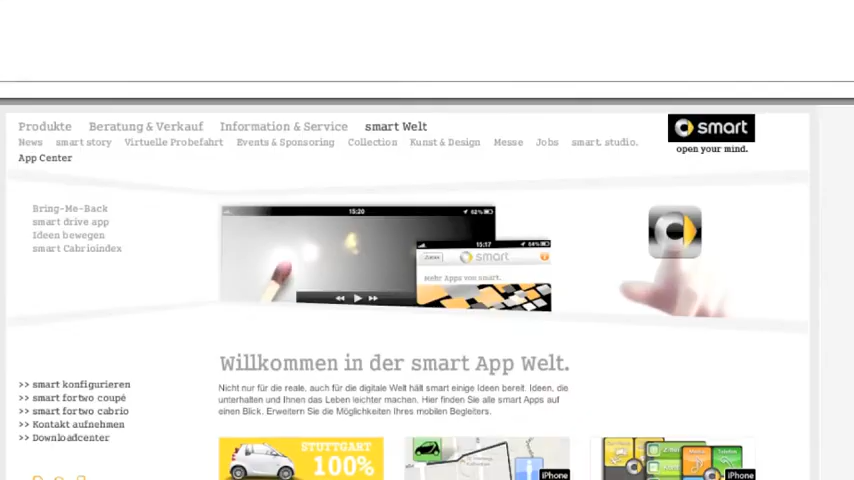 Produkte Beratung & Verkauf Information & Service smart Welt
News smart story Virtuelle Probefahrt Events & Sponsoring Collection Kunst & Design Messe Jobs smart. studio.
App Center
smart
open your mind.
Bring-Me-Back
smart drive app
Ideen bewegen
smart Cabrioindex
15:20
15:17
smart
Mehr Apps von smart.
Willkommen in der smart App Welt.
Nicht nur für die reale, auch für die digitale Welt hält smart einige Ideen bereit. Ideen, die
unterhalten und Ihnen das Leben leichter machen. Hier finden Sie alle smart Apps auf
einen Blick. Erweitern Sie die Möglichkeiten Ihres mobilen Begleiters.
>> smart konfigurieren
>> smart fortwo coupé
>> smart fortwo cabrio
>> Kontakt aufnehmen
>> Downloadcenter
STUTTGART
100%
iPhone
iPhone